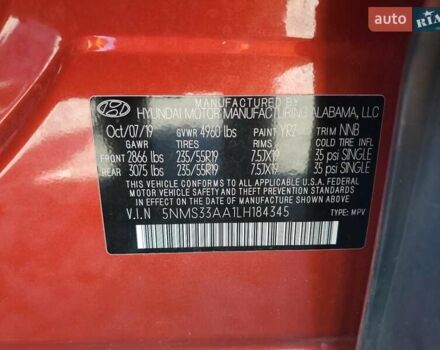 AUTO RIA
MANUFACTURED BY
HYUNDAI MOTOR MANUFACTURING ALABAMA, LLC
Oct/07/19 GVWR 4960 lbs PAINT TRIM NNB
GAWR TIRES RIMS COLD TIRE INFL
FRONT 2866 lbs 235/55R19 7.5JX19 35 psi SINGLE
REAR 3075 lbs 235/55R19 7.5JX19 35 psi SINGLE
THIS VEHICLE CONFORMS TO ALL APPLICABLE U.S.A. FEDERAL
MOTOR VEHICLE SAFETY AND THEFT PREVENTION STANDARDS
IN EFFECT ON THE DATE OF MANUFACTURE SHOWN ABOVE.
V.I.N 5NMS33AA1LH184345 TYPE: MPV